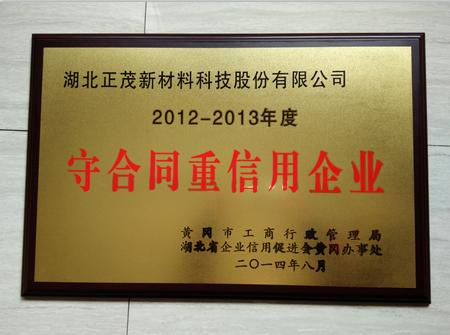 湖北正茂新材料科技股份有限公司
2012-2013年度
守合同重信用企业
黄冈市工商行政管理局
湖北省企业信用促进会黄冈办事处
二〇一四年八月